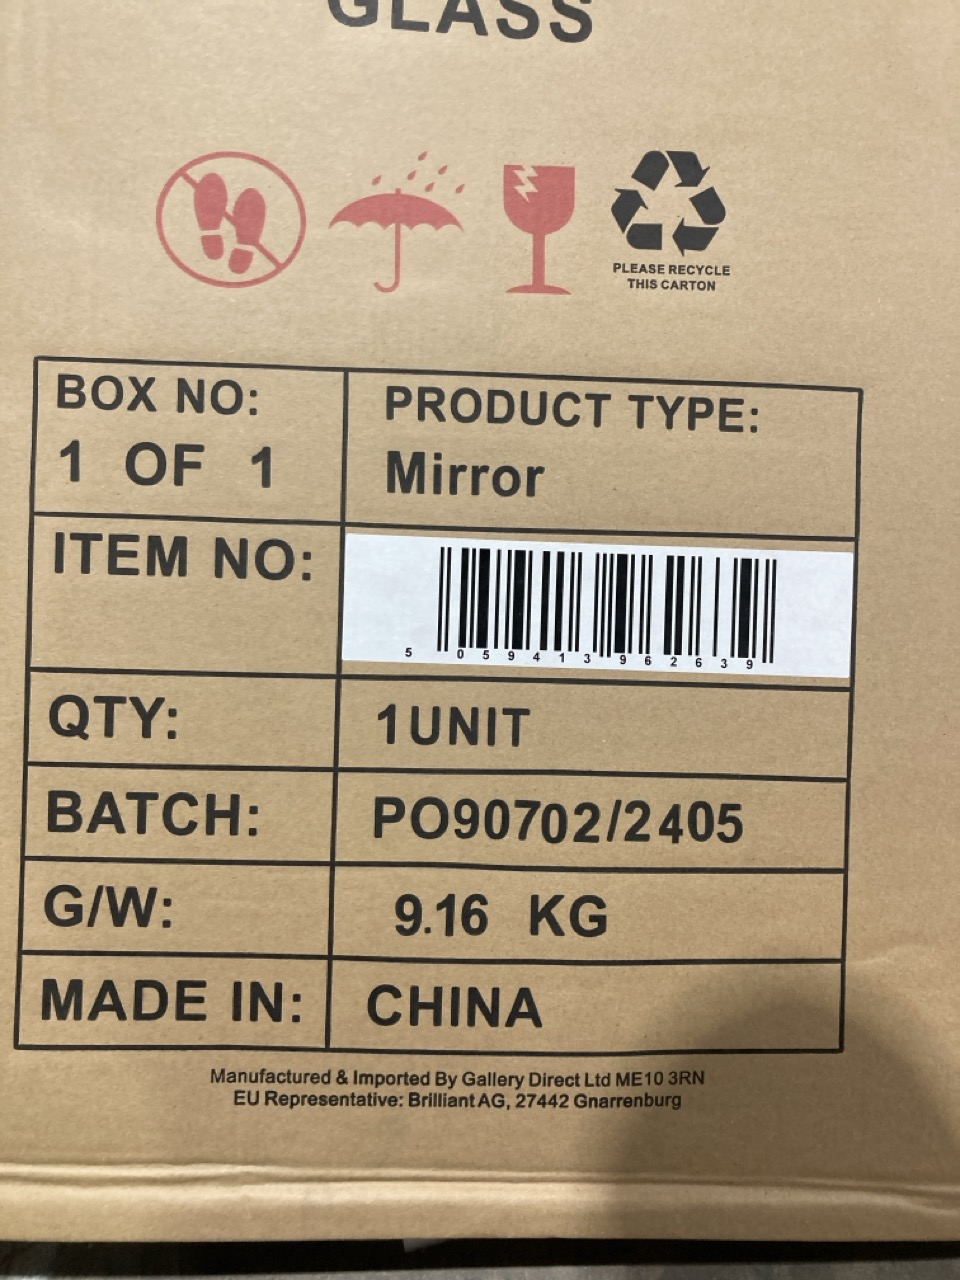 GLASS
PLEASE RECYCLE
THIS CARTON
BOX NO:
1 OF 1
PRODUCT TYPE:
Mirror
ITEM NO:
5 059413 962639
QTY:
1UNIT
BATCH:
PO90702/2405
G/W:
9.16 KG
MADE IN:
CHINA
Manufactured & Imported By Gallery Direct Ltd ME10 3RN
EU Representative: Brilliant AG, 27442 Gnarrenburg